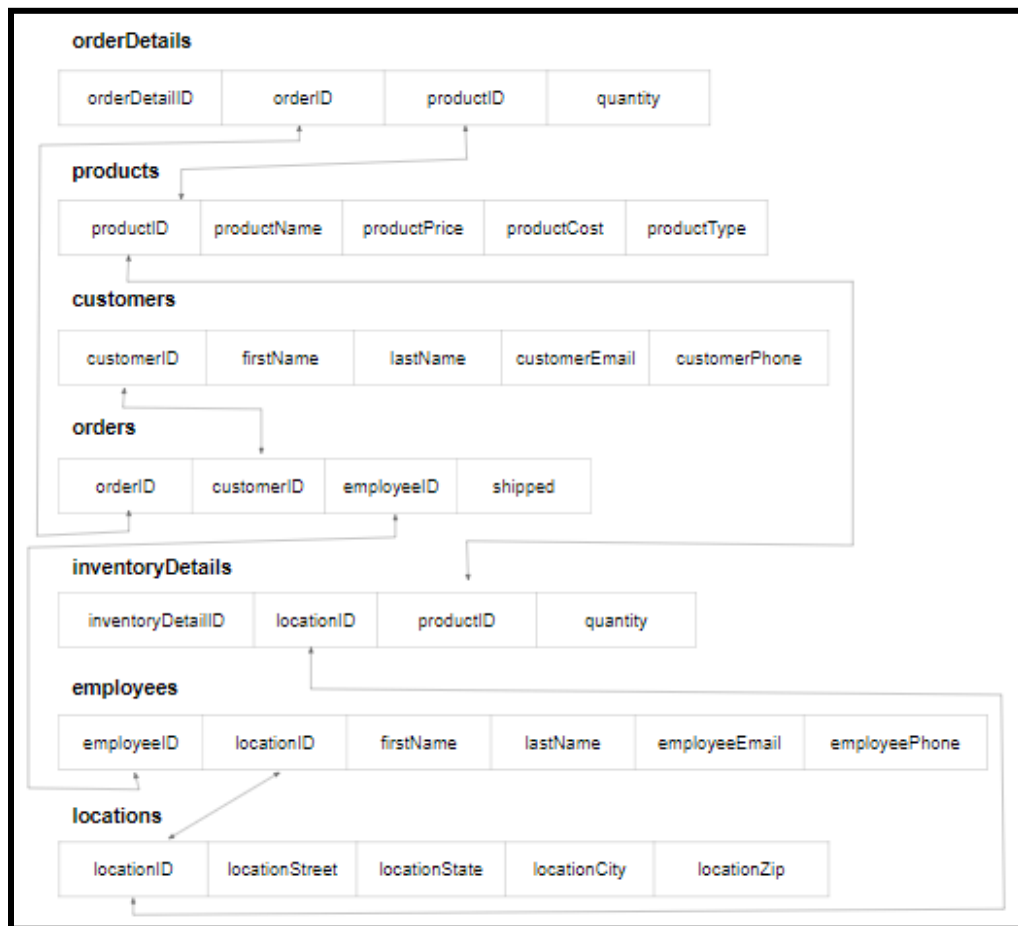 orderDetails
orderDetailID orderID productID quantity
products
productID productName productPrice productCost productType
customers
customerID firstName lastName customerEmail customerPhone
orders
orderID customerID employeeID shipped
inventoryDetails
inventoryDetailID locationID productID quantity
employees
employeeID locationID firstName lastName employeeEmail employeePhone
locations
locationID locationStreet locationState locationCity locationZip